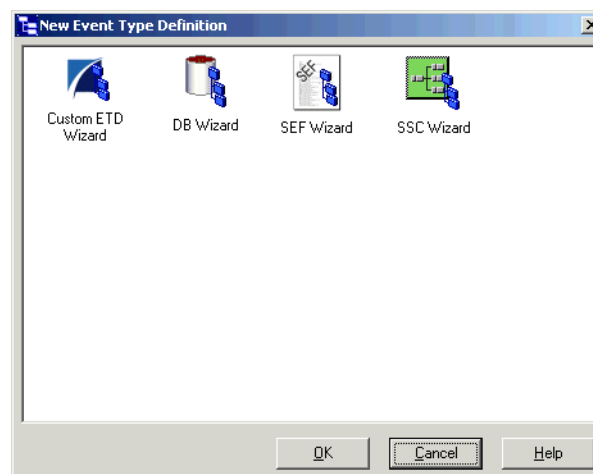 New Event Type Definition
SEF
Custom ETD
Wizard
DB Wizard
SEF Wizard
SSC Wizard
OK
Cancel
Help